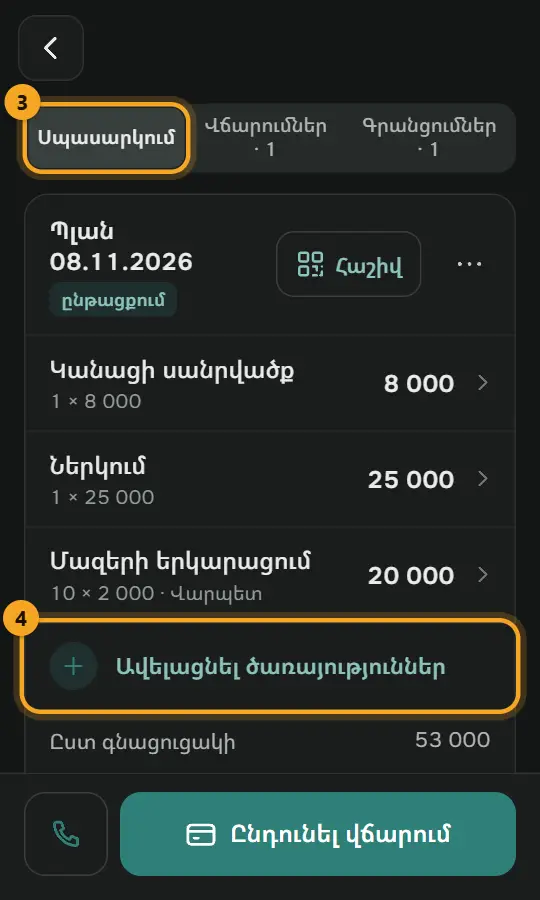 3
Սպասարկում
Վճարումներ
· 1
Գրանցումներ
· 1
Պլան
08.11.2026
ընթացքում
Հաշիվ
...
Կանացի սանրվածք
1 × 8 000
8 000
Ներկում
1 × 25 000
25 000
Մազերի երկարացում
10 × 2 000 · Վարպետ
20 000
4
Ավելացնել ծառայություններ
Ըստ գնացուցակի
53 000
Ընդունել վճարում